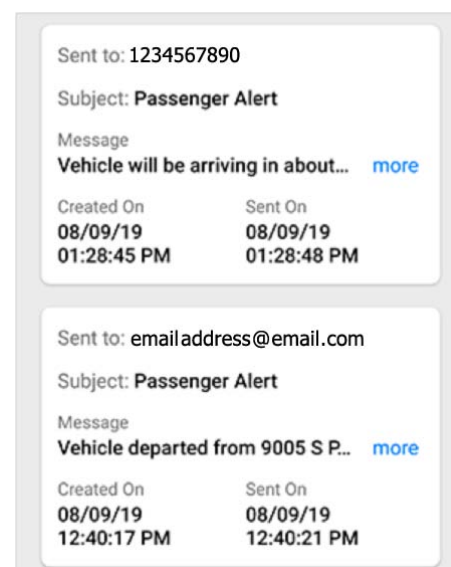 Sent to: 1234567890
Subject: Passenger Alert
Message
Vehicle will be arriving in about... more
Created On Sent On
08/09/19 08/09/19
01:28:45 PM 01:28:48 PM
Sent to: emailaddress@email.com
Subject: Passenger Alert
Message
Vehicle departed from 9005 S P... more
Created On Sent On
08/09/19 08/09/19
12:40:17 PM 12:40:21 PM